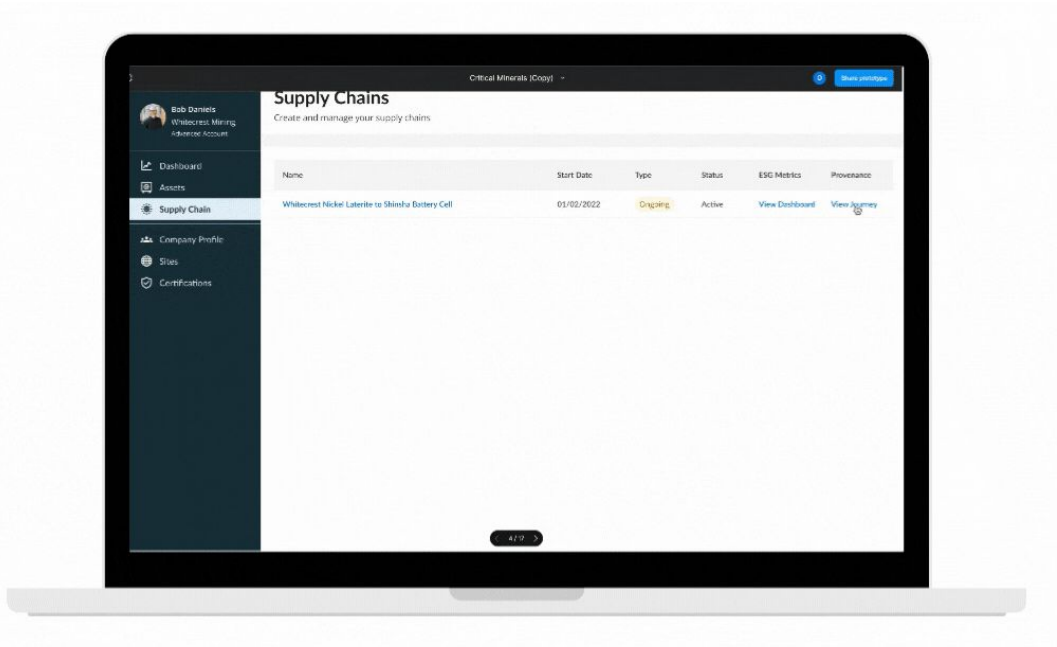 Critical Minerals (Copy)
Share prototype
Bob Daniels
Whitecrest Mining
Advanced Account
Dashboard
Assets
Supply Chain
Company Profile
Sites
Certifications
Supply Chains
Create and manage your supply chains
Name Start Date Type Status ESG Metrics Provenance
Whitecrest Nickel Laterite to Shinsha Battery Cell 01/02/2022 Ongoing Active View Dashboard View Journey
4/17